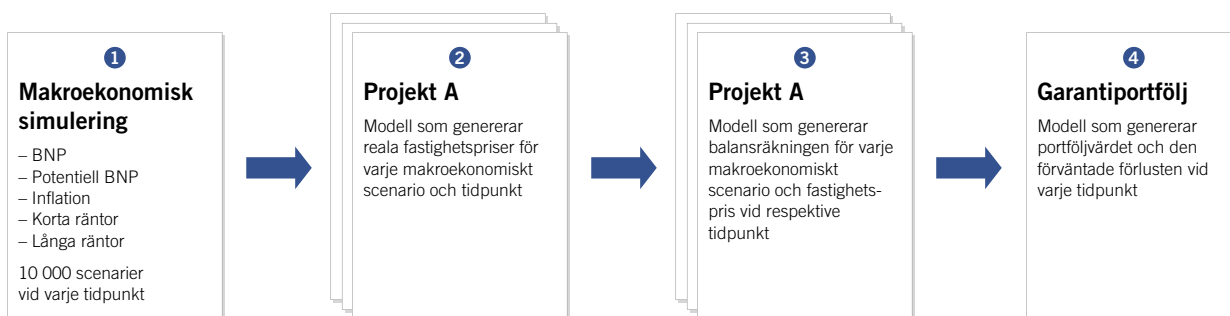 1
Makroekonomisk
simulering
– BNP
– Potentiell BNP
– Inflation
– Korta räntor
– Långa räntor
10 000 scenarier
vid varje tidpunkt
2
Projekt A
Modell som genererar
reala fastighetspriser för
varje makroekonomiskt
scenario och tidpunkt
3
Projekt A
Modell som genererar
balansräkningen för varje
makroekonomiskt
scenario och fastighets-
pris vid respektive
tidpunkt
4
Garantiportfölj
Modell som genererar
portföljvärdet och den
förväntade förlusten vid
varje tidpunkt